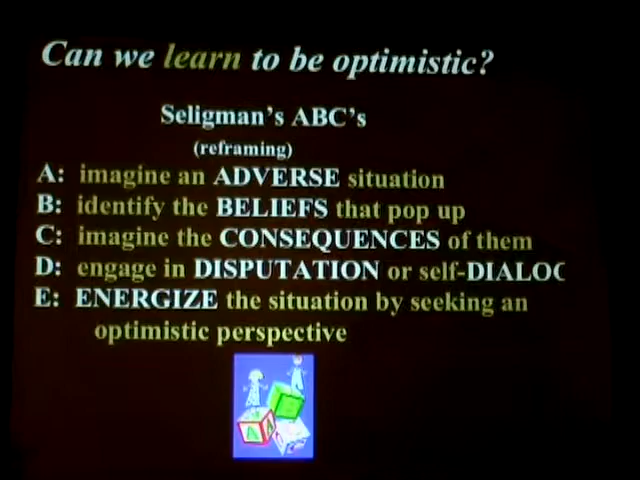 Can we learn to be optimistic?
Seligman's ABC's
(reframing)
A: imagine an ADVERSE situation
B: identify the BELIEFS that pop up
C: imagine the CONSEQUENCES of them
D: engage in DISPUTATION or self-DIALOG
E: ENERGIZE the situation by seeking an
optimistic perspective
A